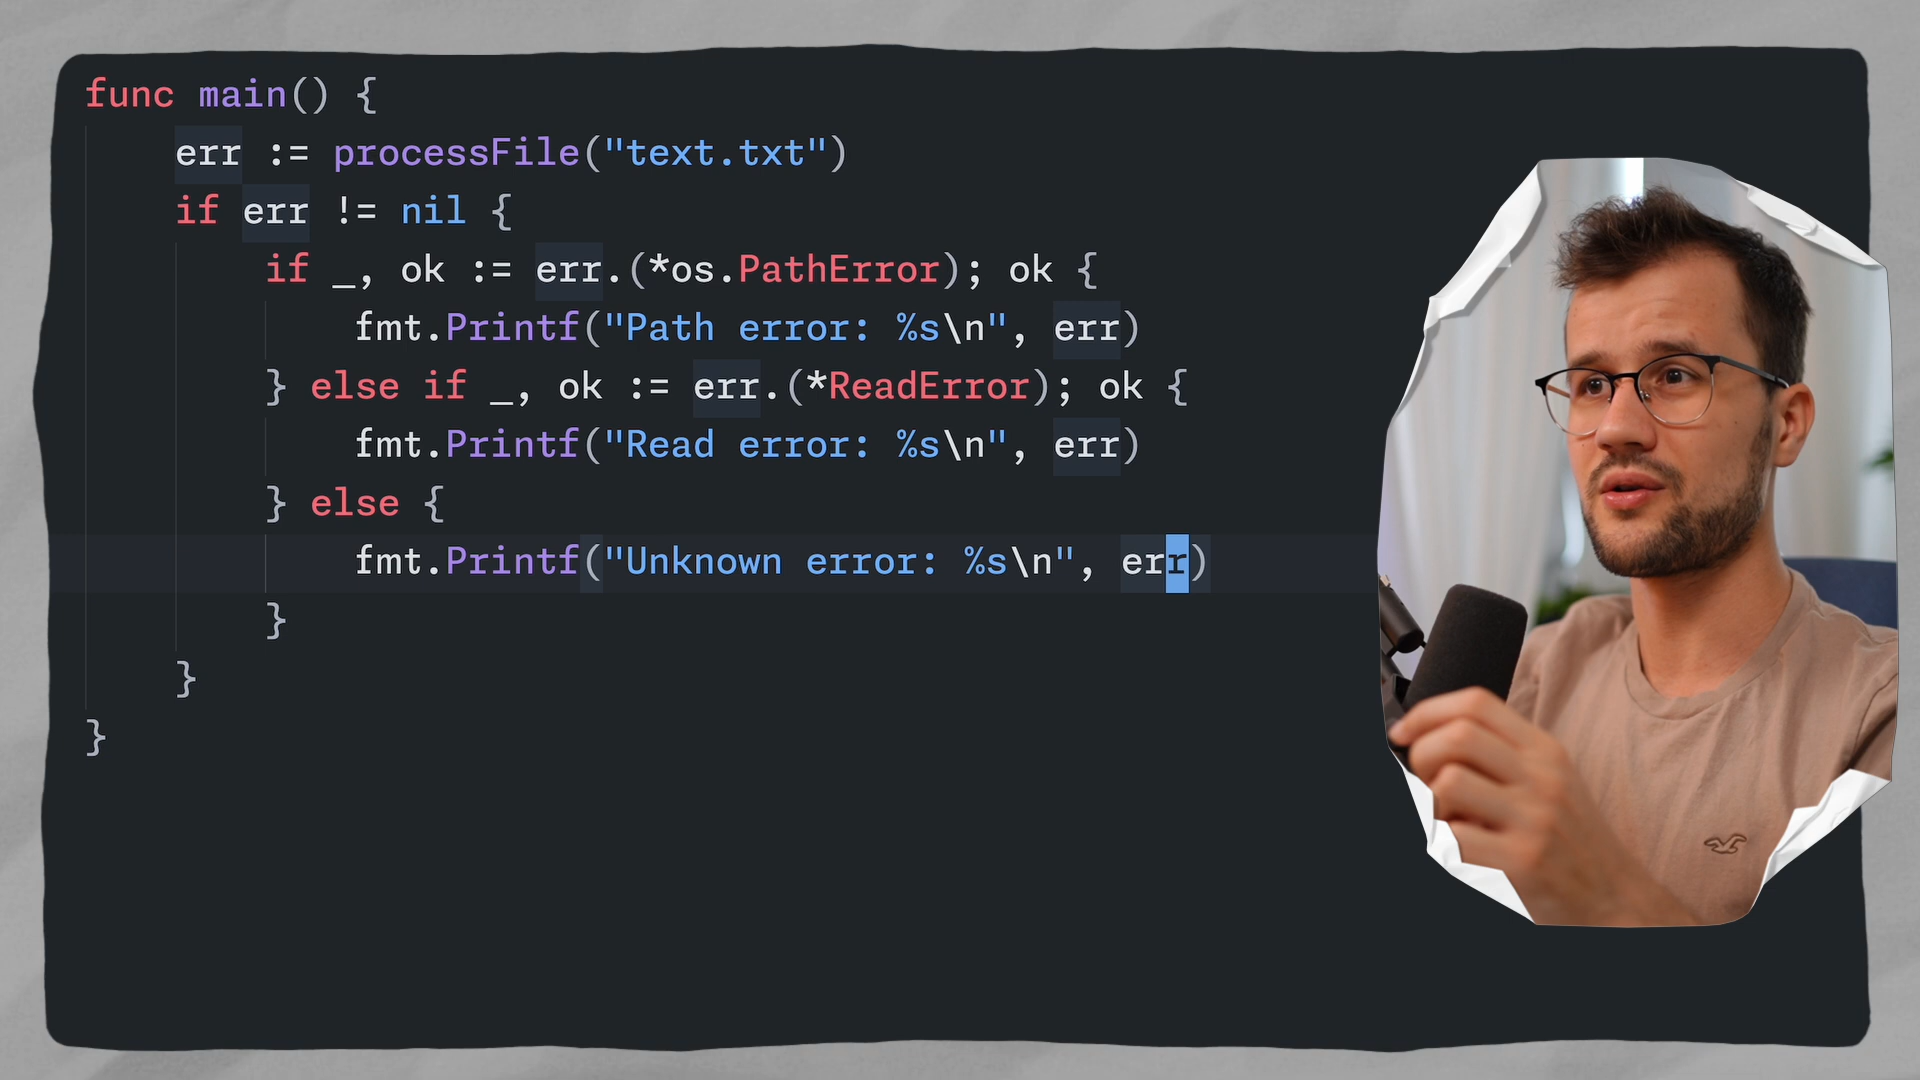 func main() {
err := processFile("text.txt")
if err != nil {
if _, ok := err.(*os.PathError); ok {
fmt.Printf("Path error: %s\n", err)
} else if _, ok := err.(*ReadError); ok {
fmt.Printf("Read error: %s\n", err)
} else {
fmt.Printf("Unknown error: %s\n", err)
}
}
}